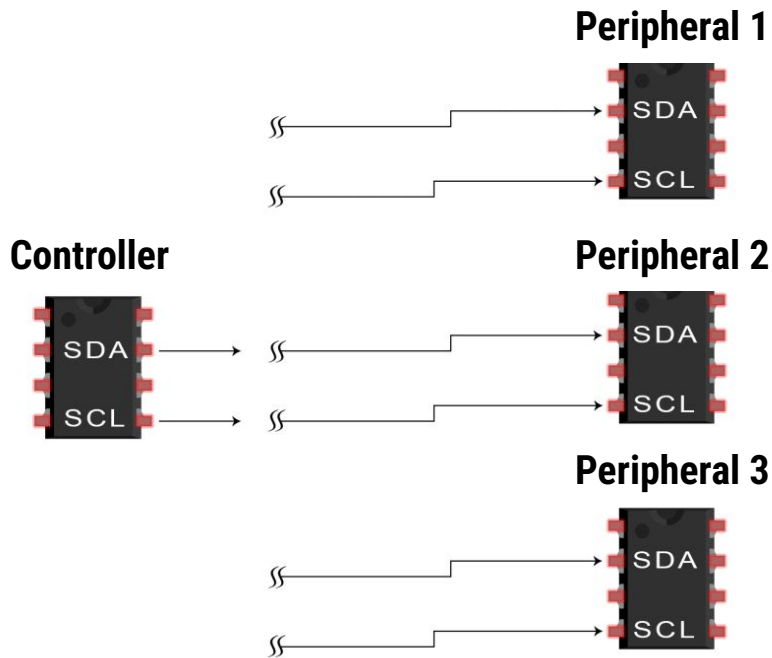 Peripheral 1
SDA
SCL
Controller
SDA
SCL
Peripheral 2
SDA
SCL
Peripheral 3
SDA
SCL